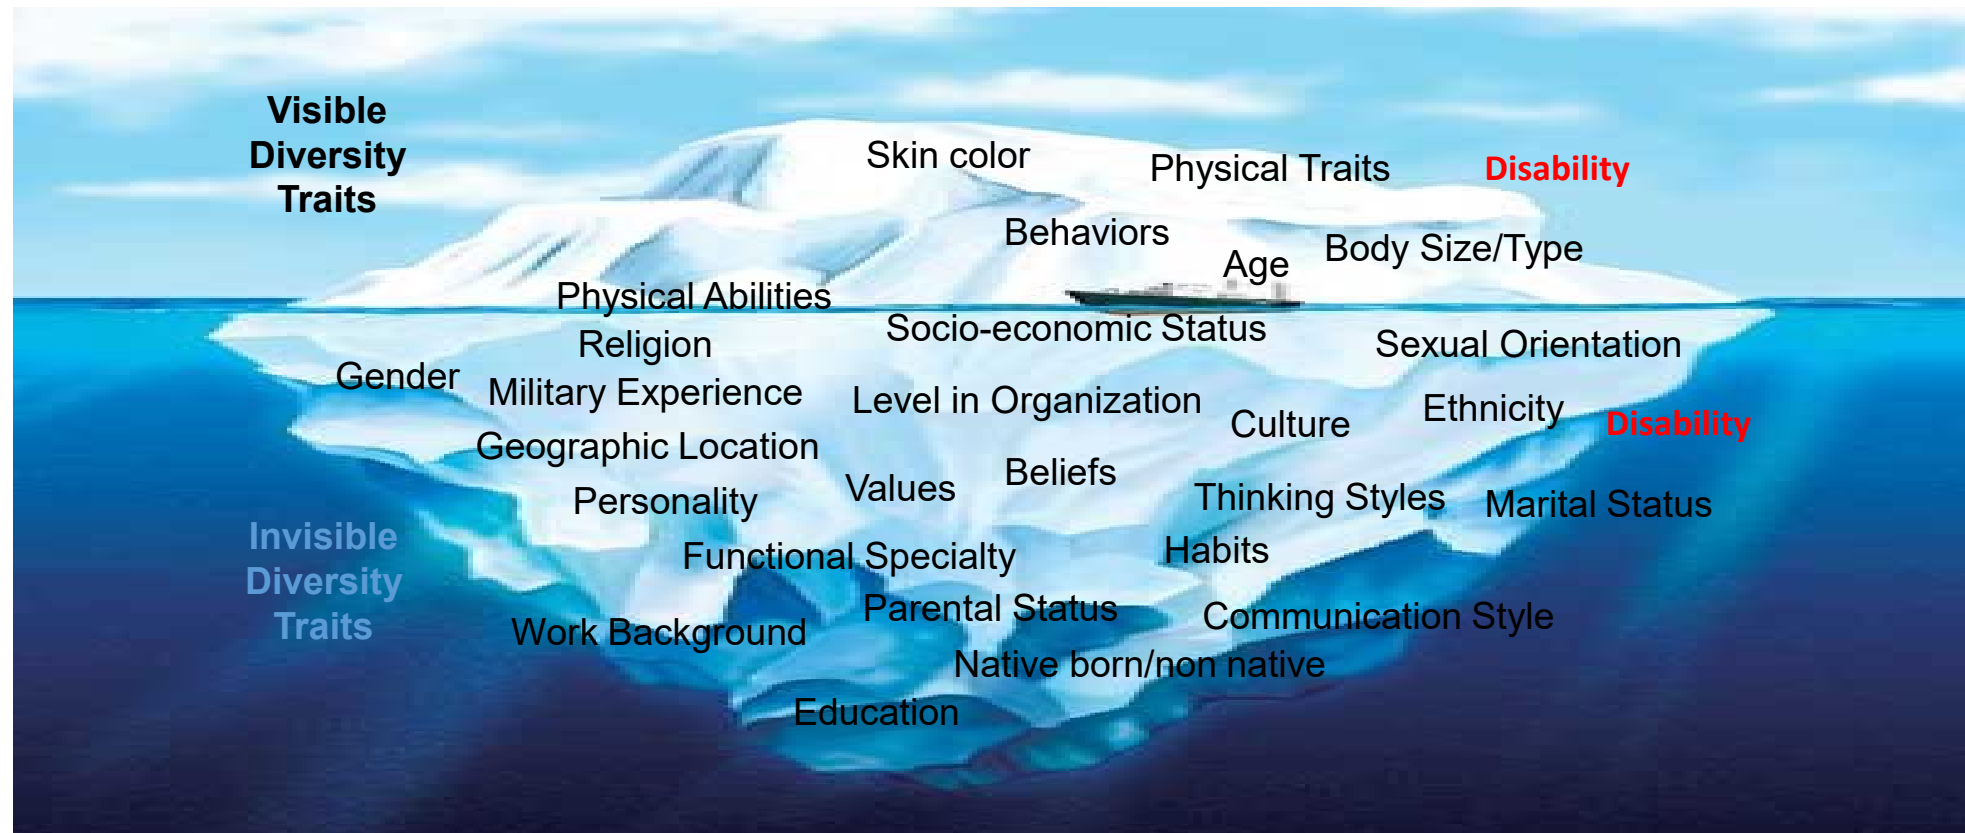 Visible
Diversity
Traits
Skin color
Physical Traits
Disability
Behaviors
Body Size/Type
Age
Physical Abilities
Socio-economic Status
Religion
Sexual Orientation
Gender
Military Experience
Level in Organization
Ethnicity
Culture
Disability
Geographic Location
Beliefs
Values
Personality
Thinking Styles
Marital Status
Invisible
Diversity
Traits
Functional Specialty
Habits
Parental Status
Communication Style
Work Background
Native born/non native
Education